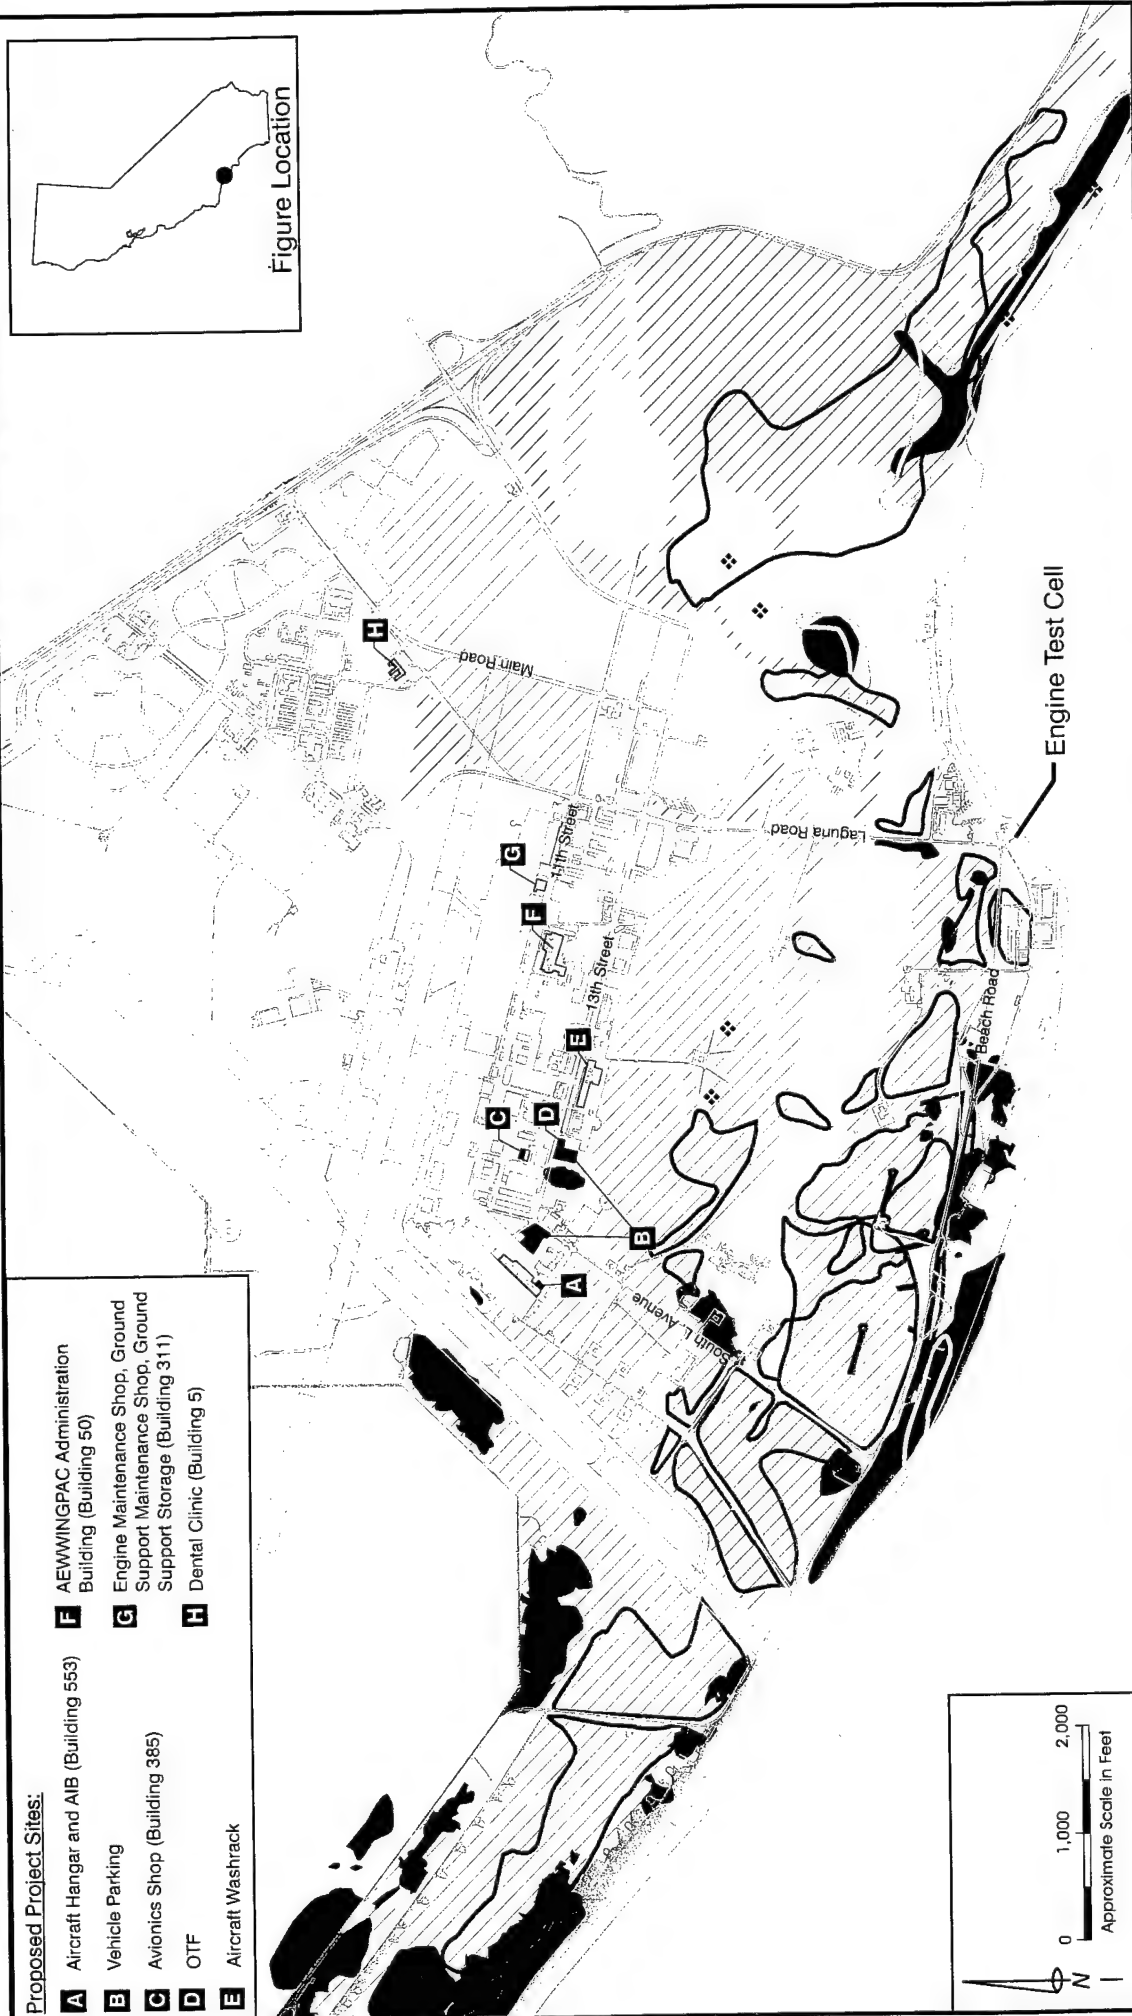 Proposed Project Sites:
A Aircraft Hangar and AIB (Building 553)
B Vehicle Parking
C Avionics Shop (Building 385)
D OTF
E Aircraft Washrack
F AEWWINGPAC Administration
Building (Building 50)
G Engine Maintenance Shop, Ground
Support Maintenance Shop, Ground
Support Storage (Building 311)
H Dental Clinic (Building 5)
Figure Location
H
Main Road
G
11th Street
F
13th Street
E
C
D
B
A
South L Avenue
Laguna Road
Beach Road
Engine Test Cell
N
0 1,000 2,000
Approximate Scale in Feet